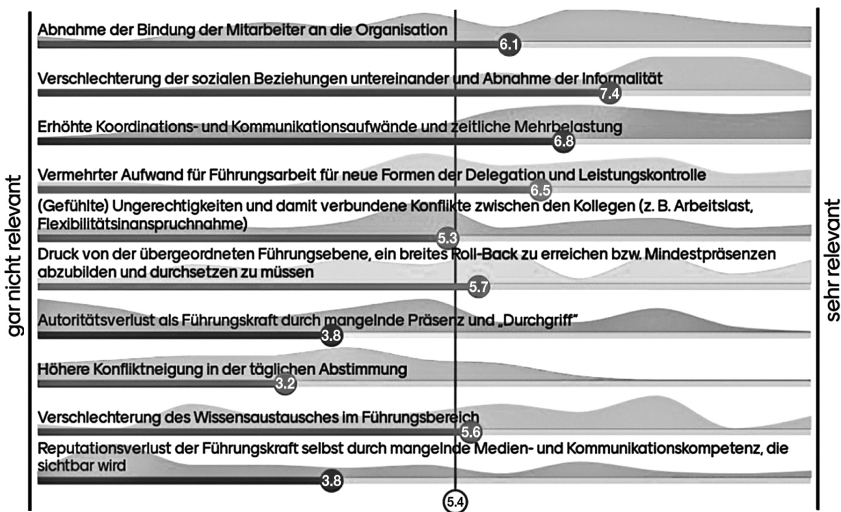 Abnahme der Bindung der Mitarbeiter an die Organisation
6.1
Verschlechterung der sozialen Beziehungen untereinander und Abnahme der Informalität
7.4
Erhöhte Koordinations- und Kommunikationsaufwände und zeitliche Mehrbelastung
6.8
Vermehrter Aufwand für Führungsarbeit für neue Formen der Delegation und Leistungskontrolle
6.5
(Gefühlte) Ungerechtigkeiten und damit verbundene Konflikte zwischen den Kollegen (z. B. Arbeitslast,
Flexibilitätsinanspruchnahme)
5.3
Druck von der übergeordneten Führungsebene, ein breites Roll-Back zu erreichen bzw. Mindestpräsenzen
abzubilden und durchsetzen zu müssen
5.7
Autoritätsverlust als Führungskraft durch mangelnde Präsenz und „Durchgriff“
3.8
Höhere Konfliktneigung in der täglichen Abstimmung
3.2
Verschlechterung des Wissensaustausches im Führungsbereich
5.6
Reputationsverlust der Führungskraft selbst durch mangelnde Medien- und Kommunikationskompetenz, die
sichtbar wird
3.8
5.4
gar nicht relevant
sehr relevant